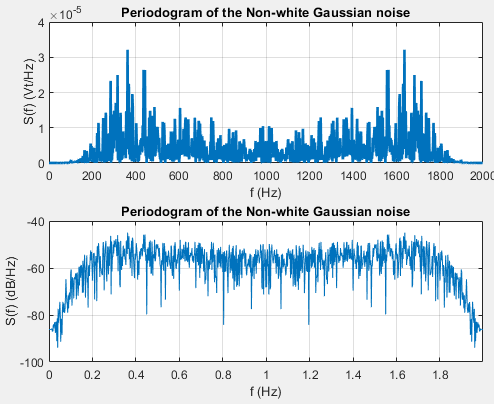 Periodogram of the Non-white Gaussian noise
×10-5
4
3
2
1
0
S(f) (Vt/Hz)
0 200 400 600 800 1000 1200 1400 1600 1800 2000
f (Hz)
Periodogram of the Non-white Gaussian noise
-40
-60
-80
-100
S(f) (dB/Hz)
0 0.2 0.4 0.6 0.8 1 1.2 1.4 1.6 1.8
f (Hz)